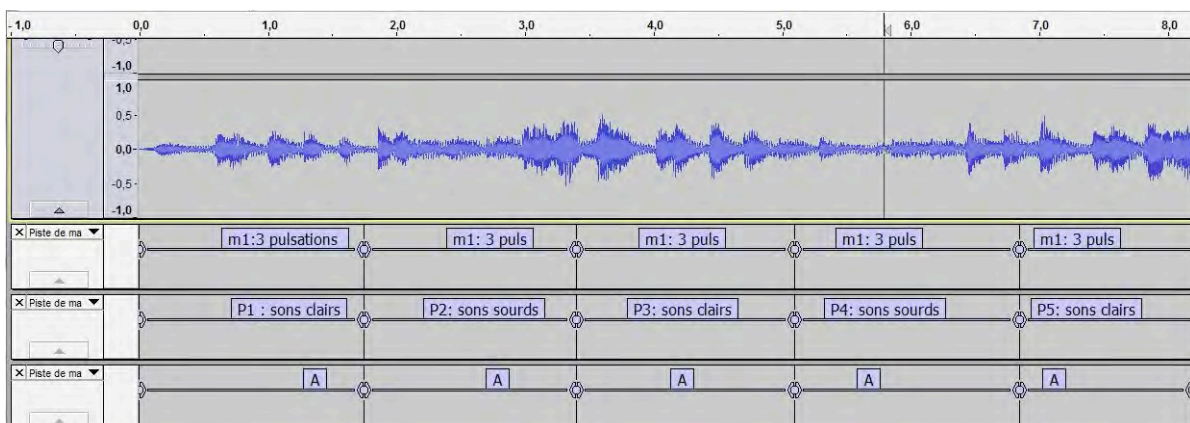 - 1,0 0,0 1,0 2,0 3,0 4,0 5,0 6,0 7,0 8,0
-0,5
-1,0
1,0
0,5
0,0
-0,5
-1,0
X Piste de ma ▼
m1:3 pulsations m1: 3 puls m1: 3 puls m1: 3 puls m1: 3 puls
X Piste de ma ▼
P1 : sons clairs P2: sons sourds P3: sons clairs P4: sons sourds P5: sons clairs
X Piste de ma ▼
A A A A A